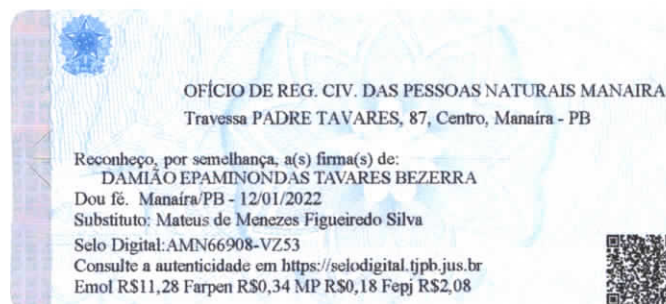 OFÍCIO DE REG. CIV. DAS PESSOAS NATURAIS MANAIRA
Travessa PADRE TAVARES, 87, Centro, Manaíra - PB
Reconheço, por semelhança, a(s) firma(s) de:
DAMIÃO EPAMINONDAS TAVARES BEZERRA
Dou fé. Manaíra/PB - 12/01/2022
Substituto: Mateus de Menezes Figueiredo Silva
Selo Digital:AMN66908-VZ53
Consulte a autenticidade em https://selodigital.tjpb.jus.br
Emol R$11,28 Farpen R$0,34 MP R$0,18 Fepj R$2,08